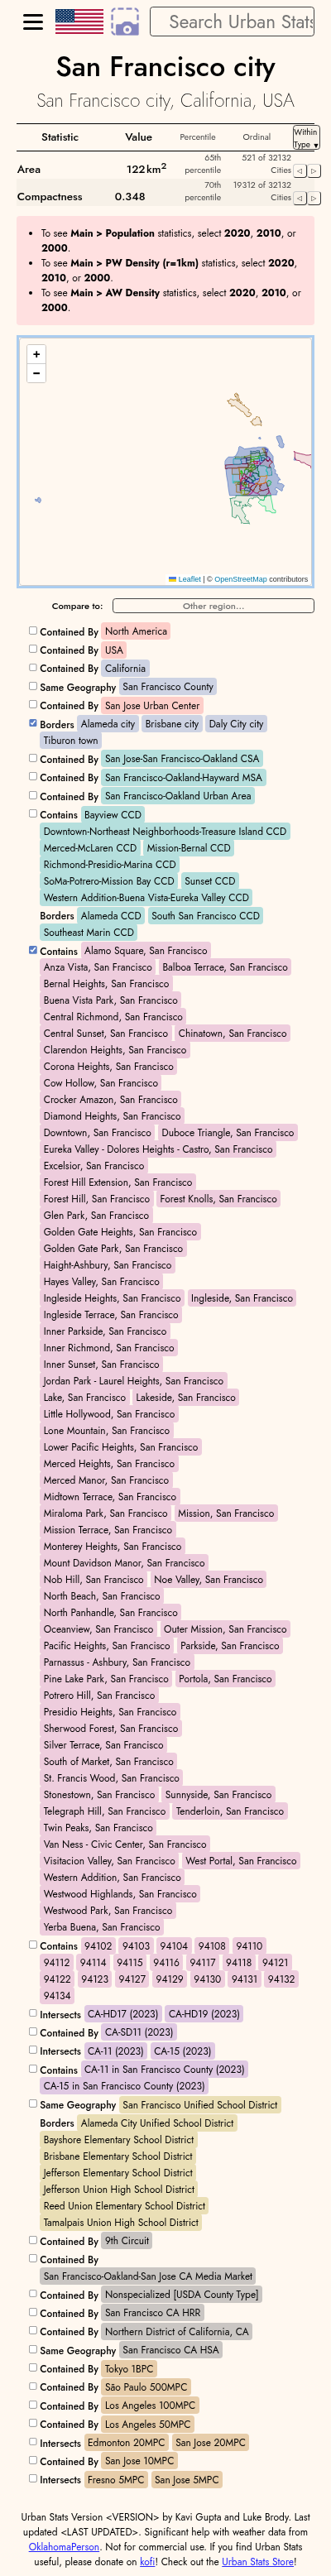 Search Urban Stats
San Francisco city
San Francisco city, California, USA
Statistic Value Percentile Ordinal Within Type ▼
Area 122 km² 65th percentile 521 of 32132 Cities ◁ ▷
Compactness 0.348 70th percentile 19312 of 32132 Cities ◁ ▷
• To see Main > Population statistics, select 2020, 2010, or
2000.
• To see Main > PW Density (r=1km) statistics, select 2020,
2010, or 2000.
• To see Main > AW Density statistics, select 2020, 2010, or
2000.
+
−
Leaflet | © OpenStreetMap contributors
Compare to: Other region...
Contained By North America
Contained By USA
Contained By California
Same Geography San Francisco County
Contained By San Jose Urban Center
Borders Alameda city Brisbane city Daly City city
Tiburon town
Contained By San Jose-San Francisco-Oakland CSA
Contained By San Francisco-Oakland-Hayward MSA
Contained By San Francisco-Oakland Urban Area
Contains Bayview CCD
Downtown-Northeast Neighborhoods-Treasure Island CCD
Merced-McLaren CCD Mission-Bernal CCD
Richmond-Presidio-Marina CCD
SoMa-Potrero-Mission Bay CCD Sunset CCD
Western Addition-Buena Vista-Eureka Valley CCD
Borders Alameda CCD South San Francisco CCD
Southeast Marin CCD
Contains Alamo Square, San Francisco
Anza Vista, San Francisco Balboa Terrace, San Francisco
Bernal Heights, San Francisco
Buena Vista Park, San Francisco
Central Richmond, San Francisco
Central Sunset, San Francisco Chinatown, San Francisco
Clarendon Heights, San Francisco
Corona Heights, San Francisco
Cow Hollow, San Francisco
Crocker Amazon, San Francisco
Diamond Heights, San Francisco
Downtown, San Francisco Duboce Triangle, San Francisco
Eureka Valley - Dolores Heights - Castro, San Francisco
Excelsior, San Francisco
Forest Hill Extension, San Francisco
Forest Hill, San Francisco Forest Knolls, San Francisco
Glen Park, San Francisco
Golden Gate Heights, San Francisco
Golden Gate Park, San Francisco
Haight-Ashbury, San Francisco
Hayes Valley, San Francisco
Ingleside Heights, San Francisco Ingleside, San Francisco
Ingleside Terrace, San Francisco
Inner Parkside, San Francisco
Inner Richmond, San Francisco
Inner Sunset, San Francisco
Jordan Park - Laurel Heights, San Francisco
Lake, San Francisco Lakeside, San Francisco
Little Hollywood, San Francisco
Lone Mountain, San Francisco
Lower Pacific Heights, San Francisco
Merced Heights, San Francisco
Merced Manor, San Francisco
Midtown Terrace, San Francisco
Miraloma Park, San Francisco Mission, San Francisco
Mission Terrace, San Francisco
Monterey Heights, San Francisco
Mount Davidson Manor, San Francisco
Nob Hill, San Francisco Noe Valley, San Francisco
North Beach, San Francisco
North Panhandle, San Francisco
Oceanview, San Francisco Outer Mission, San Francisco
Pacific Heights, San Francisco Parkside, San Francisco
Parnassus - Ashbury, San Francisco
Pine Lake Park, San Francisco Portola, San Francisco
Potrero Hill, San Francisco
Presidio Heights, San Francisco
Sherwood Forest, San Francisco
Silver Terrace, San Francisco
South of Market, San Francisco
St. Francis Wood, San Francisco
Stonestown, San Francisco Sunnyside, San Francisco
Telegraph Hill, San Francisco Tenderloin, San Francisco
Twin Peaks, San Francisco
Van Ness - Civic Center, San Francisco
Visitacion Valley, San Francisco West Portal, San Francisco
Western Addition, San Francisco
Westwood Highlands, San Francisco
Westwood Park, San Francisco
Yerba Buena, San Francisco
Contains 94102 94103 94104 94108 94110
94112 94114 94115 94116 94117 94118 94121
94122 94123 94127 94129 94130 94131 94132
94134
Intersects CA-HD17 (2023) CA-HD19 (2023)
Contained By CA-SD11 (2023)
Intersects CA-11 (2023) CA-15 (2023)
Contains CA-11 in San Francisco County (2023)
CA-15 in San Francisco County (2023)
Same Geography San Francisco Unified School District
Borders Alameda City Unified School District
Bayshore Elementary School District
Brisbane Elementary School District
Jefferson Elementary School District
Jefferson Union High School District
Reed Union Elementary School District
Tamalpais Union High School District
Contained By 9th Circuit
Contained By
San Francisco-Oakland-San Jose CA Media Market
Contained By Nonspecialized [USDA County Type]
Contained By San Francisco CA HRR
Contained By Northern District of California, CA
Same Geography San Francisco CA HSA
Contained By Tokyo 1BPC
Contained By São Paulo 500MPC
Contained By Los Angeles 100MPC
Contained By Los Angeles 50MPC
Intersects Edmonton 20MPC San Jose 20MPC
Contained By San Jose 10MPC
Intersects Fresno 5MPC San Jose 5MPC
Urban Stats Version <VERSION> by Kavi Gupta and Luke Brody. Last
updated <LAST UPDATED>. Significant help with weather data from
OklahomaPerson. Not for commercial use. If you find Urban Stats
useful, please donate on kofi! Check out the Urban Stats Store!